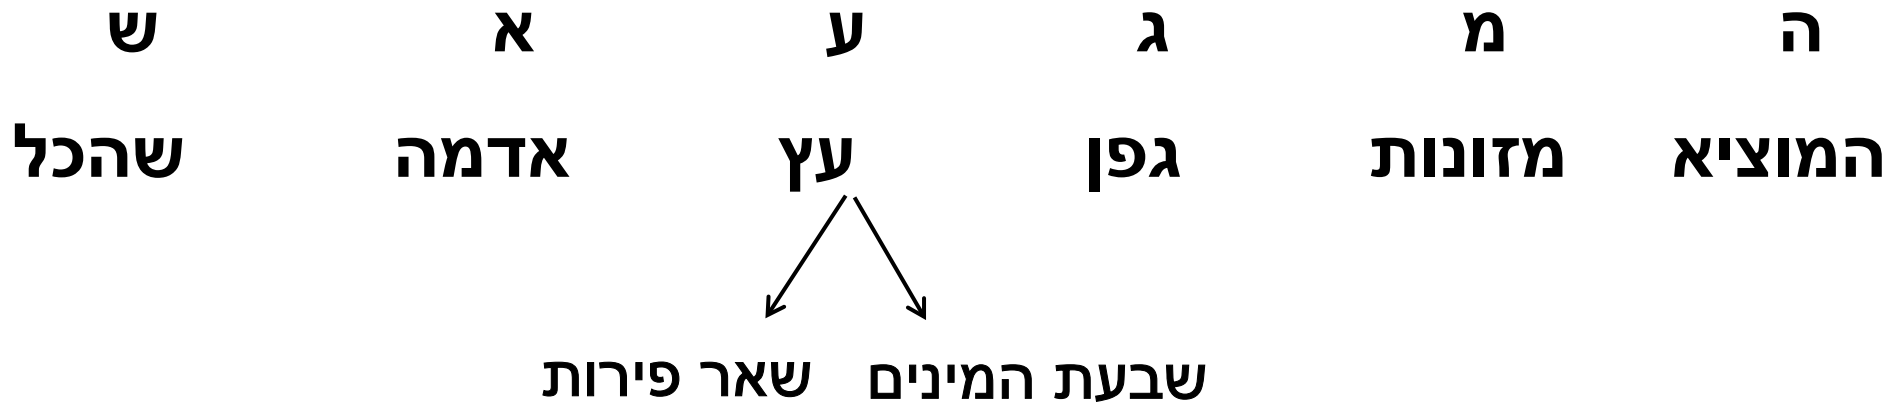 ה מ ג ע א ש
המוציא מזונות גפן עץ אדמה שהכל
שבעת המינים שאר פירות